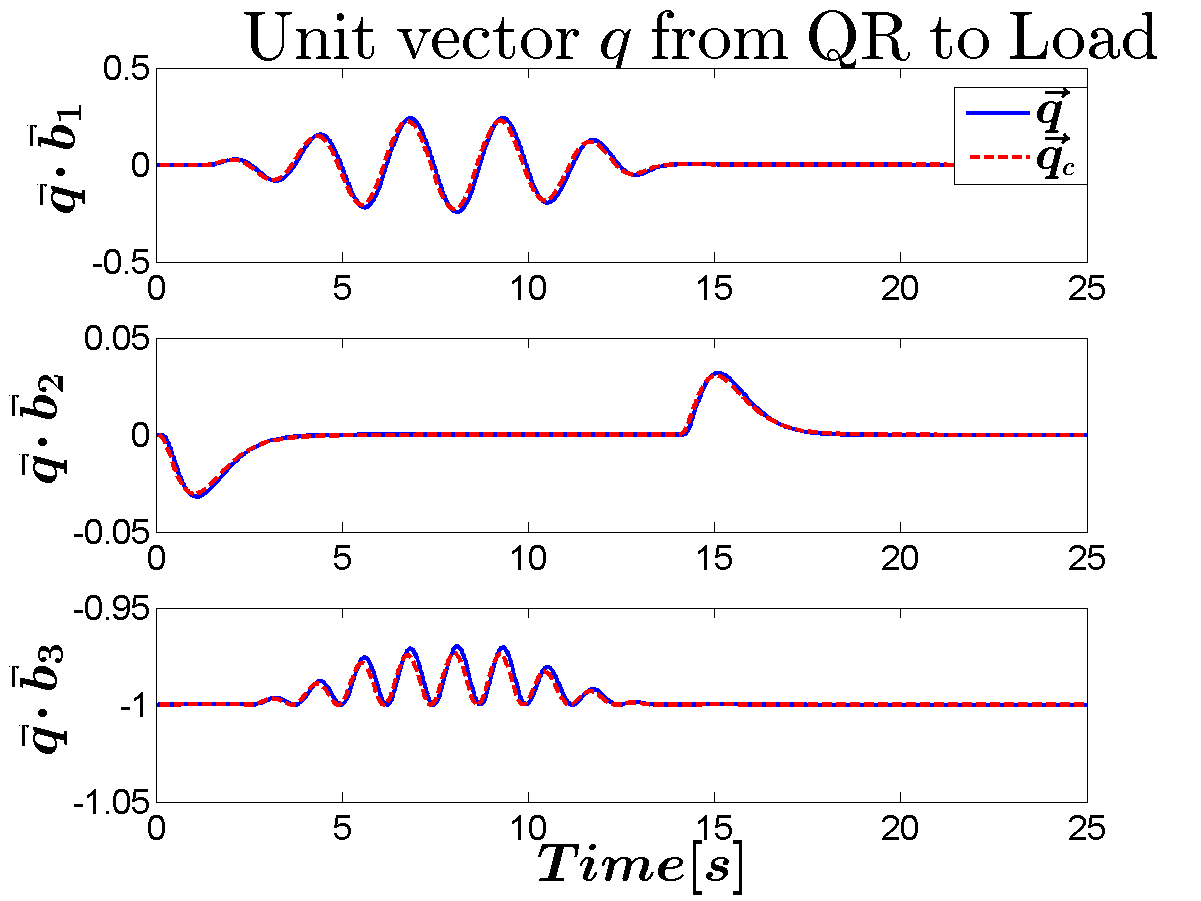 Unit vector q from QR to Load
0.5
0
-0.5
q̄ · b̄₁
q⃗
q⃗c
0 5 10 15 20 25
0.05
0
-0.05
q̄ · b̄₂
0 5 10 15 20 25
-0.95
-1
-1.05
q̄ · b̄₃
0 5 10 15 20 25
Time[s]